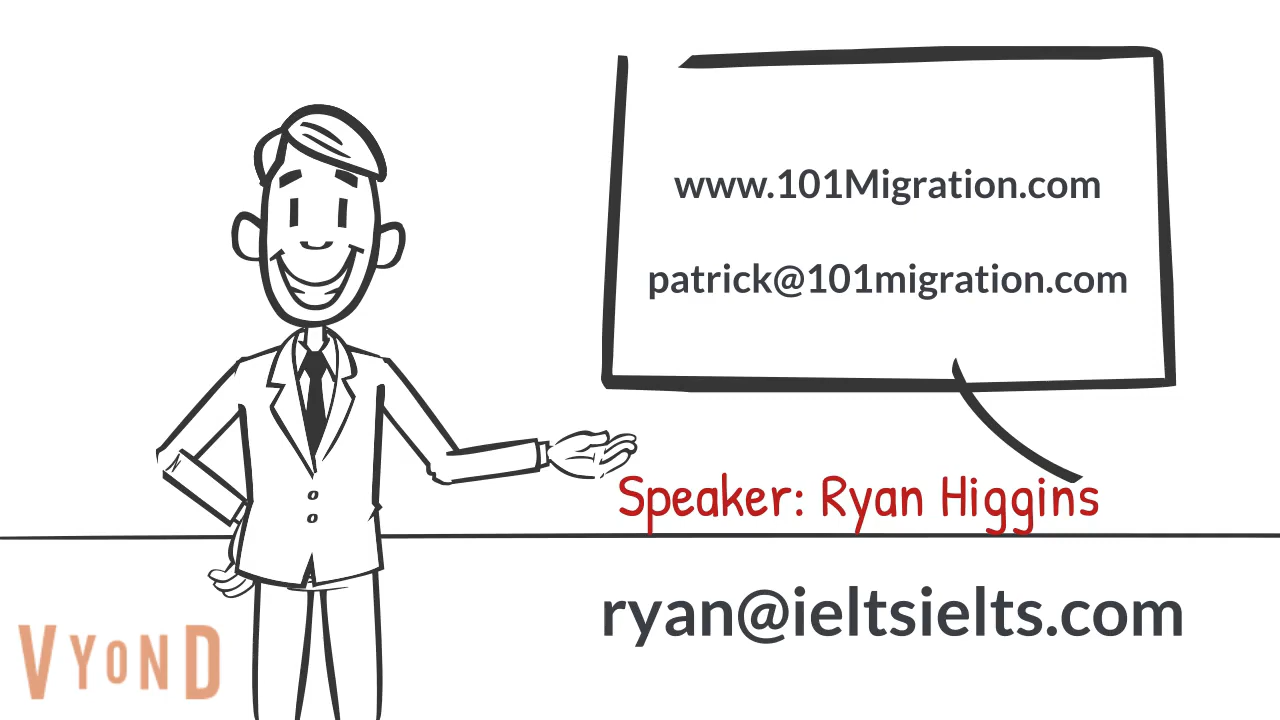 www.101Migration.com
patrick@101migration.com
Speaker: Ryan Higgins
ryan@ieltsielts.com
VYOND